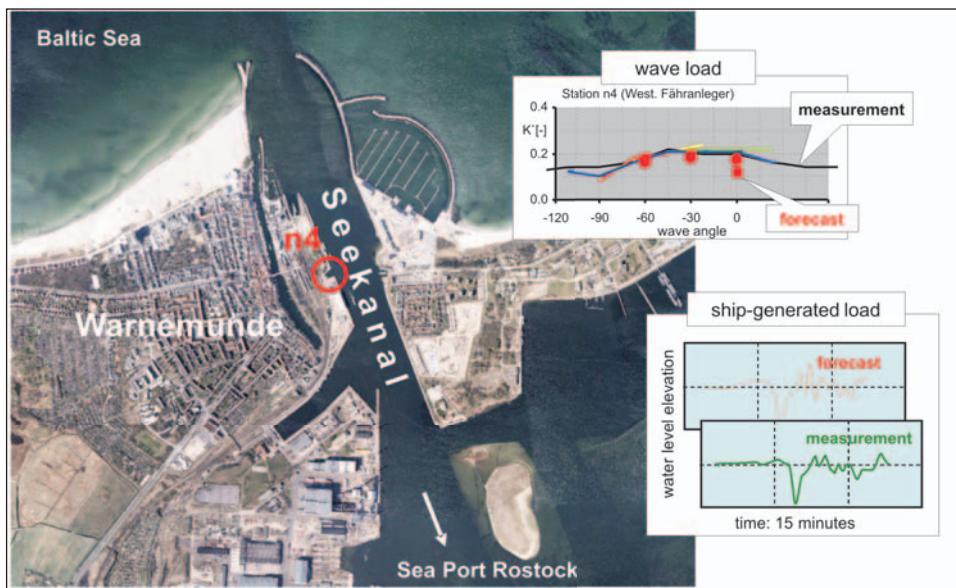 Baltic Sea
n4
Seekanal
Warnemunde
Sea Port Rostock
wave load
Station n4 (West. Fähranleger)
measurement
0.4
K*[-]
0.2
0.0
-120 -90 -60 -30 0
wave angle
forecast
ship-generated load
water level elevation
forecast
measurement
time: 15 minutes